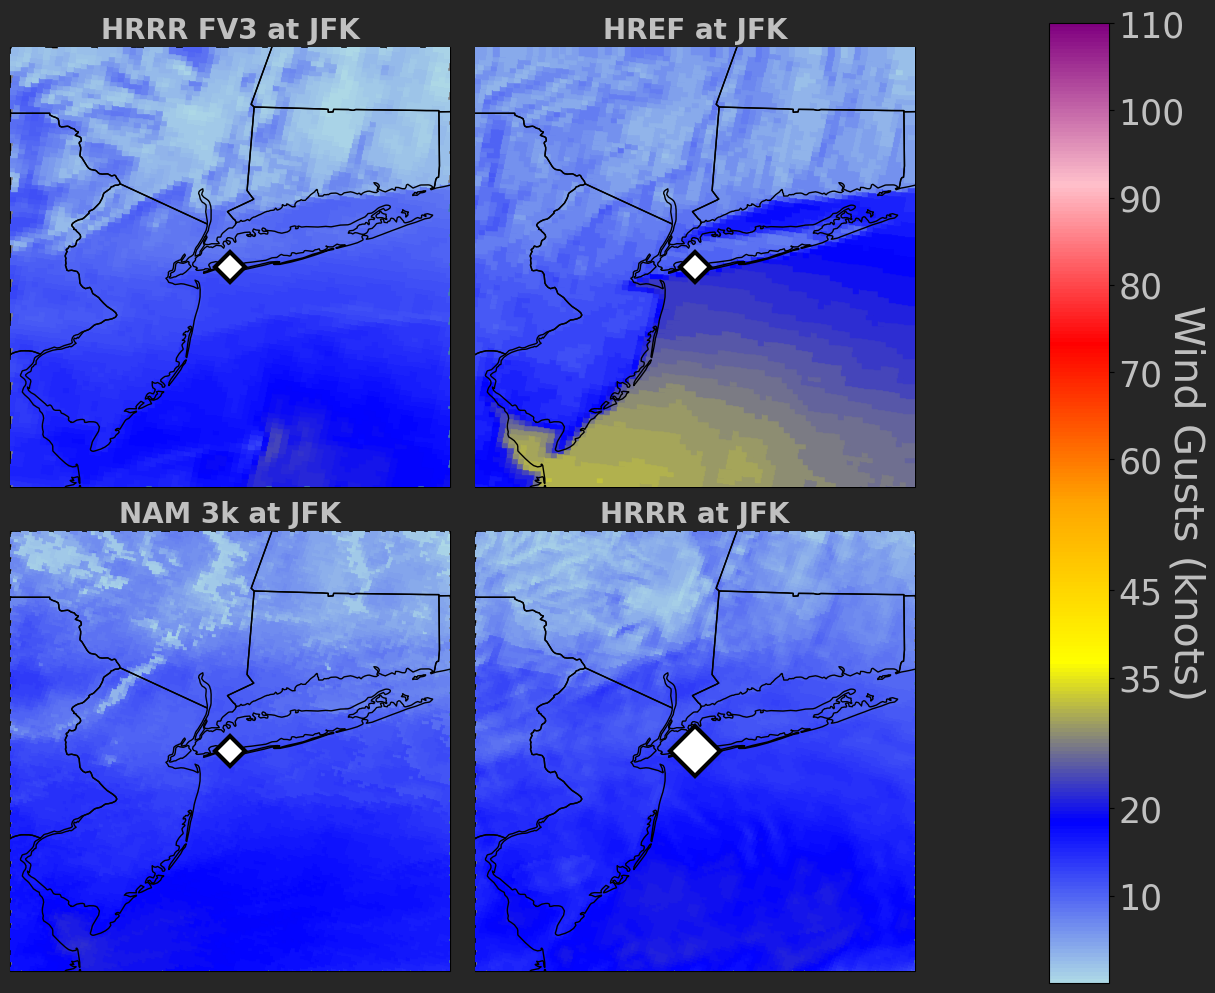 HRRR FV3 at JFK
HREF at JFK
NAM 3k at JFK
HRRR at JFK
110
100
90
80
70
60
45
35
20
10
Wind Gusts (knots)